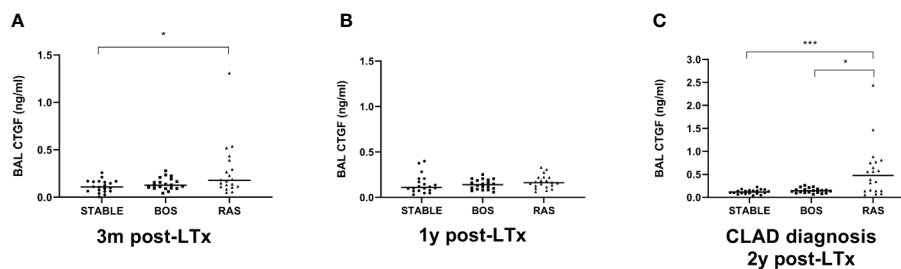 A
*
BAL CTGF (ng/ml)
1.5
1.0
0.5
0.0
STABLE BOS RAS
3m post-LTx
B
BAL CTGF (ng/ml)
1.5
1.0
0.5
0.0
STABLE BOS RAS
1y post-LTx
C
***
*
BAL CTGF (ng/ml)
3.0
2.5
2.0
1.5
1.0
0.5
0.0
STABLE BOS RAS
CLAD diagnosis
2y post-LTx